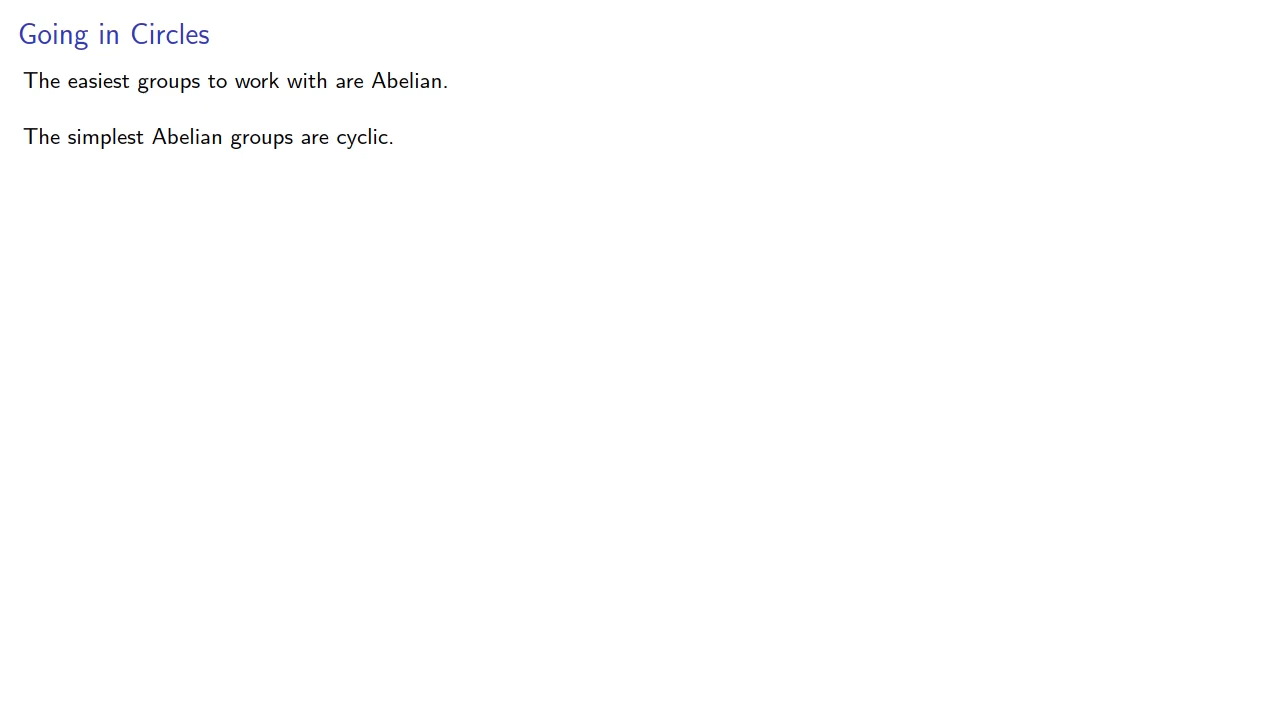 Going in Circles
The easiest groups to work with are Abelian.
The simplest Abelian groups are cyclic.